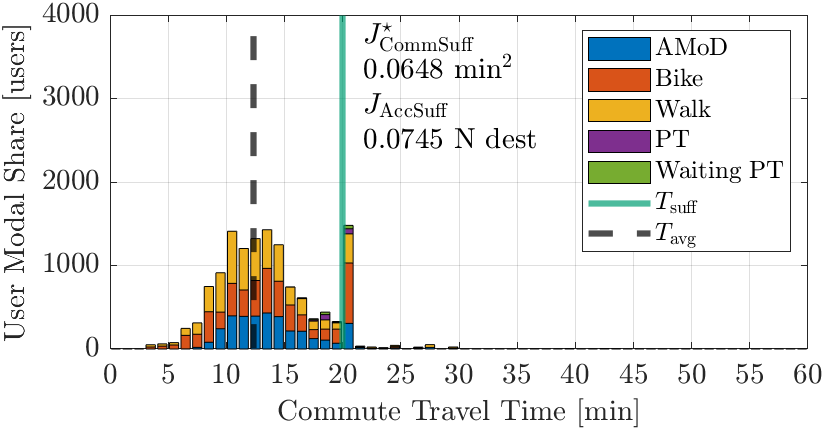 4000
3000
2000
1000
0
User Modal Share [users]
J⋆CommSuff
0.0648 min²
JAccSuff
0.0745 N dest
AMoD
Bike
Walk
PT
Waiting PT
Tsuff
Tavg
0 5 10 15 20 25 30 35 40 45 50 55 60
Commute Travel Time [min]